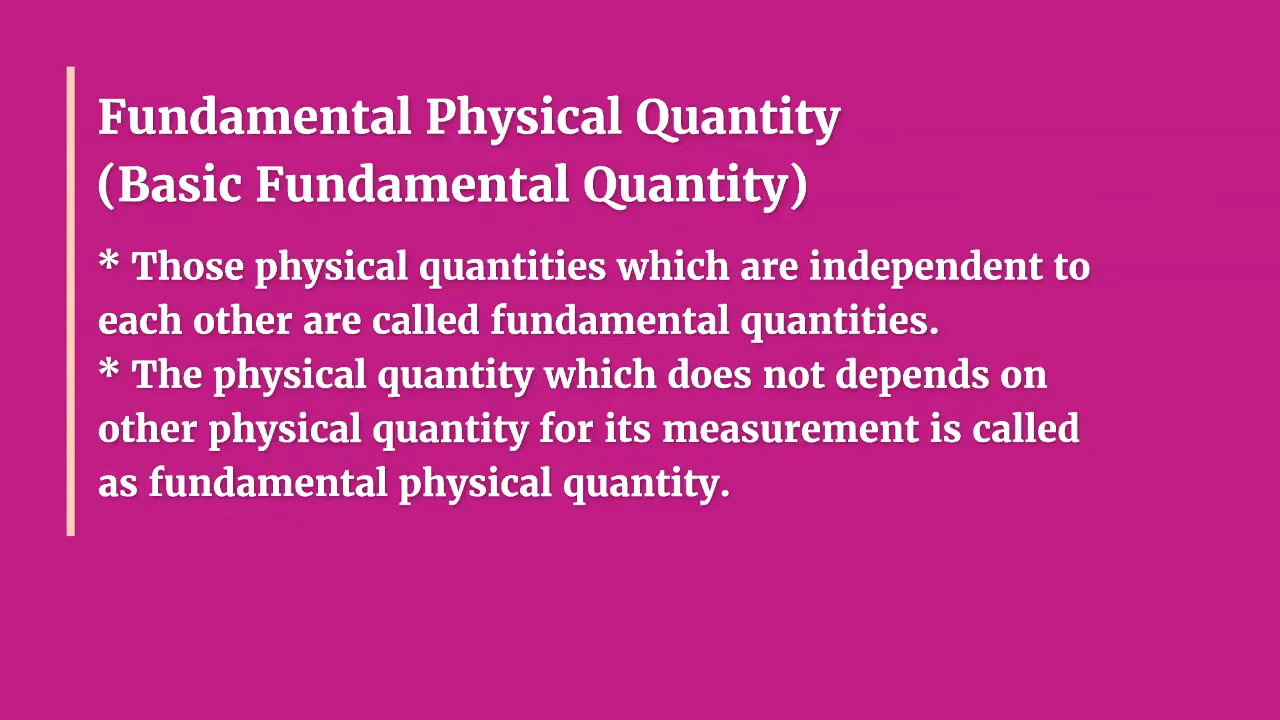 Fundamental Physical Quantity
(Basic Fundamental Quantity)
* Those physical quantities which are independent to
each other are called fundamental quantities.
* The physical quantity which does not depends on
other physical quantity for its measurement is called
as fundamental physical quantity.